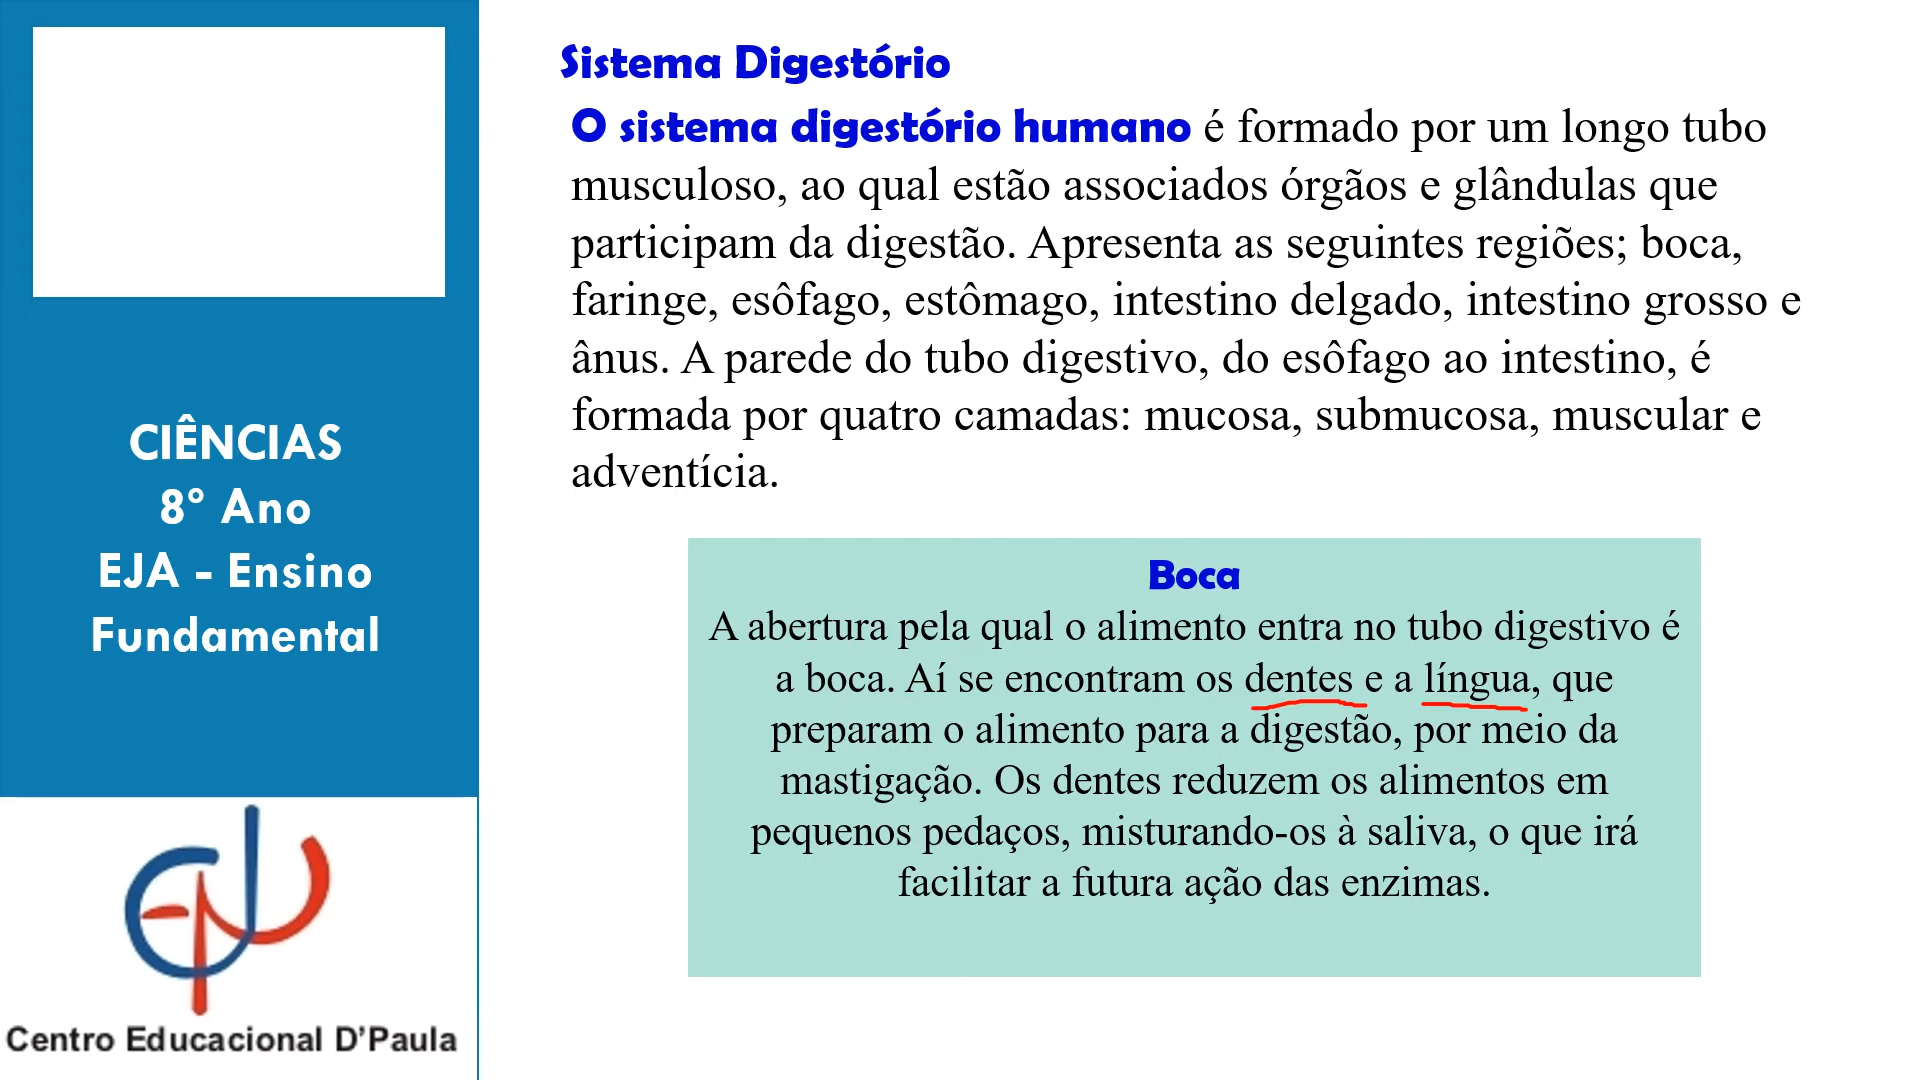 CIÊNCIAS
8º Ano
EJA - Ensino
Fundamental
Centro Educacional D'Paula
Sistema Digestório
O sistema digestório humano é formado por um longo tubo
musculoso, ao qual estão associados órgãos e glândulas que
participam da digestão. Apresenta as seguintes regiões; boca,
faringe, esôfago, estômago, intestino delgado, intestino grosso e
ânus. A parede do tubo digestivo, do esôfago ao intestino, é
formada por quatro camadas: mucosa, submucosa, muscular e
adventícia.
Boca
A abertura pela qual o alimento entra no tubo digestivo é
a boca. Aí se encontram os dentes e a língua, que
preparam o alimento para a digestão, por meio da
mastigação. Os dentes reduzem os alimentos em
pequenos pedaços, misturando-os à saliva, o que irá
facilitar a futura ação das enzimas.